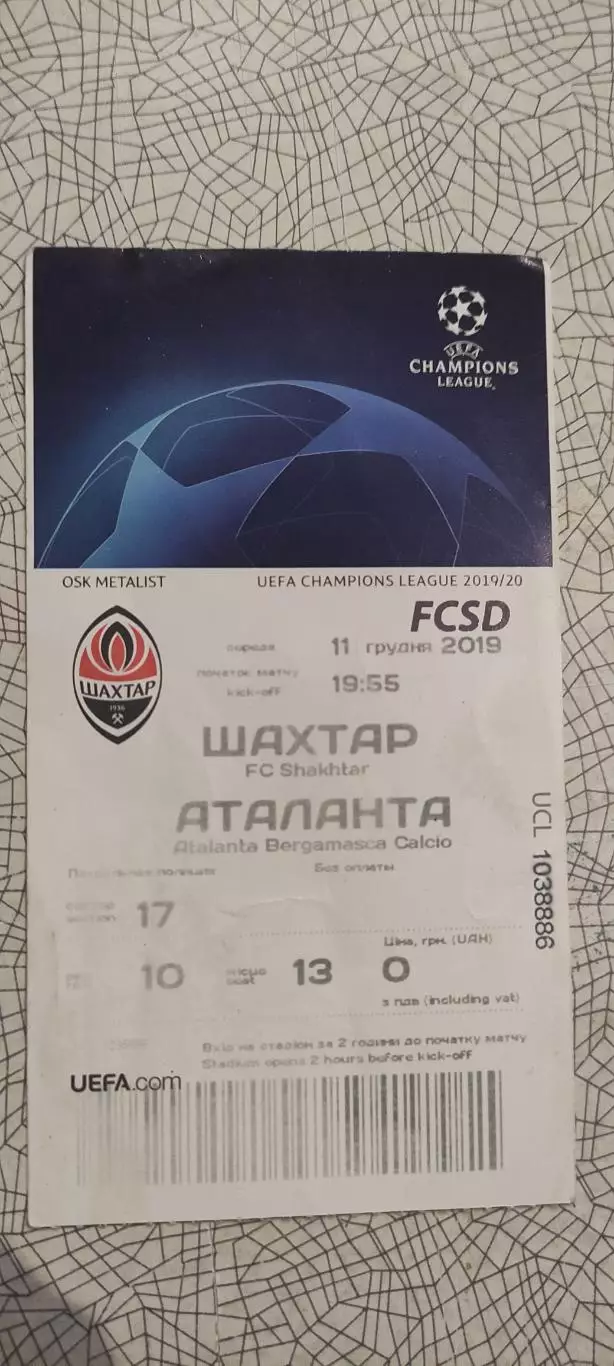 UEFA
CHAMPIONS
LEAGUE
OSK METALIST UEFA CHAMPIONS LEAGUE 2019/20
FCSD
середа 11 грудня 2019
ШАХТАР
1936
початок матчу
kick-off 19:55
ШАХТАР
FC Shakhtar
АТАЛАНТА
Atalanta Bergamasca Calcio
Без оплаты
17
Ціна, грн. (UAH)
10 місце seat 13 0
з пдв (including vat)
Вхід на стадіон за 2 години до початку матчу
Stadium opens 2 hours before kick-off
UEFA.com
UCL 1038886